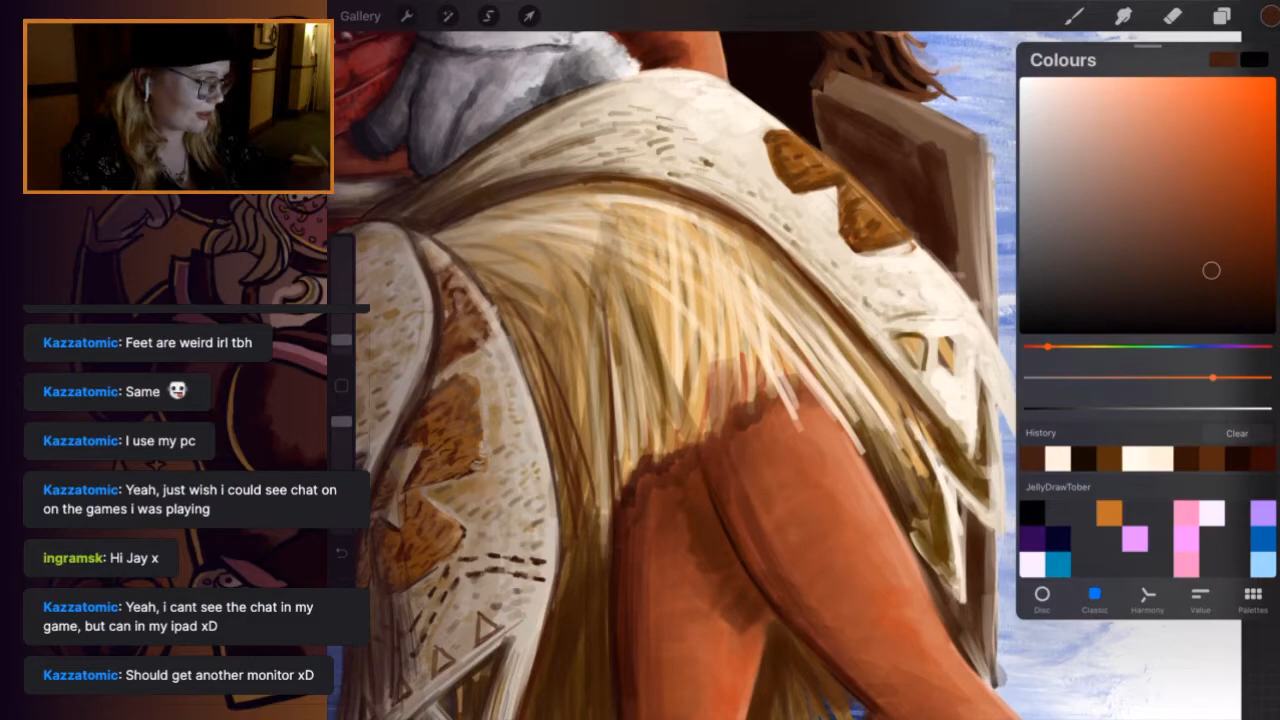 Gallery
Colours
Kazzatomic: Feet are weird irl tbh
Kazzatomic: Same
Kazzatomic: I use my pc
Kazzatomic: Yeah, just wish i could see chat on
on the games i was playing
ingramsk: Hi Jay x
Kazzatomic: Yeah, i cant see the chat in my
game, but can in my ipad xD
Kazzatomic: Should get another monitor xD
History
Clear
JellyDrawTober
Disc
Classic
Harmony
Value
Palettes